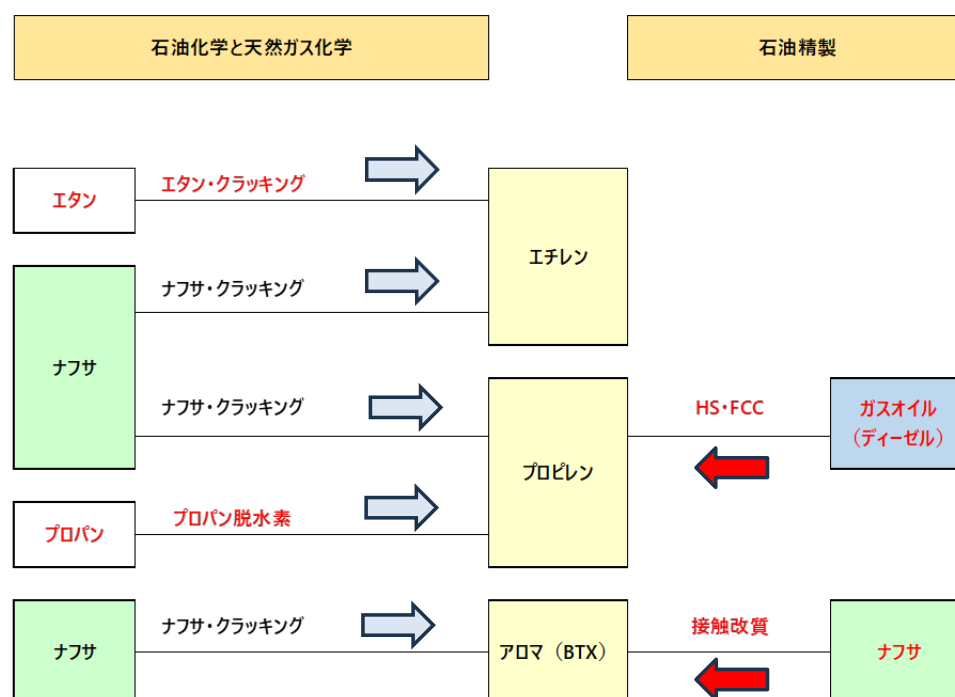 石油化学と天然ガス化学
石油精製
エタン
エタン・クラッキング
エチレン
ナフサ・クラッキング
ナフサ
ナフサ・クラッキング
プロピレン
HS・FCC
ガスオイル
(ディーゼル)
プロパン
プロパン脱水素
ナフサ
ナフサ・クラッキング
アロマ(BTX)
接触改質
ナフサ